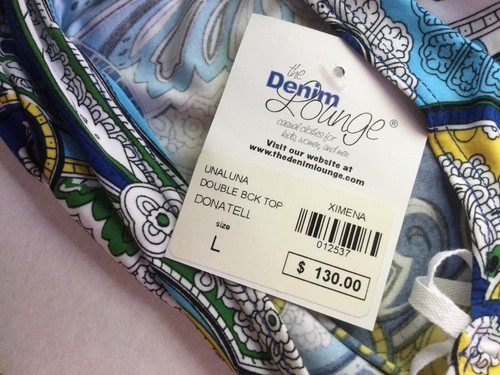 the
Denim
Lounge®
casual clothes for
kids, women, and men
Visit our website at
www.thedenimlounge.com
UNALUNA
DOUBLE BCK TOP
DONATELL
XIMENA
size
L
012537
$ 130.00